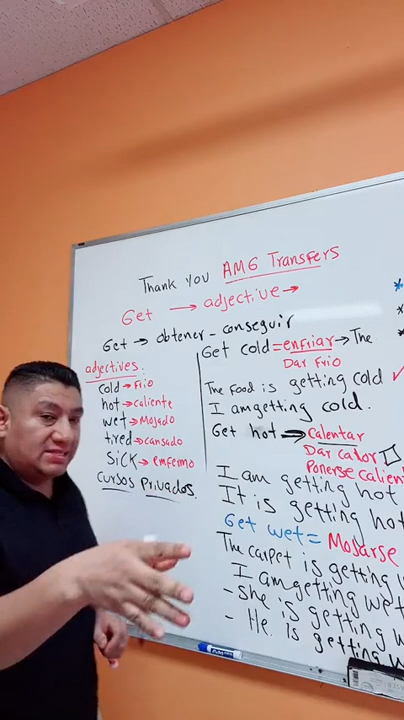 Thank you AMG Transfers
Get → adjective →
Get → obtener - conseguir
adjectives:
cold → Frio
hot → caliente
wet → Mojado
tired → cansado
SiCK → enfermo
Cursos Privados.
Get cold = enfriar → The
Dar Frio
The Food is getting cold ✓
I am getting cold.
Get hot → Calentar
Dar calor
Ponerse calien
I am getting hot
It is getting hot
Get wet = Mojarse
The carpet is getting
I am getting wet
- She is getting w
- He. is getting w